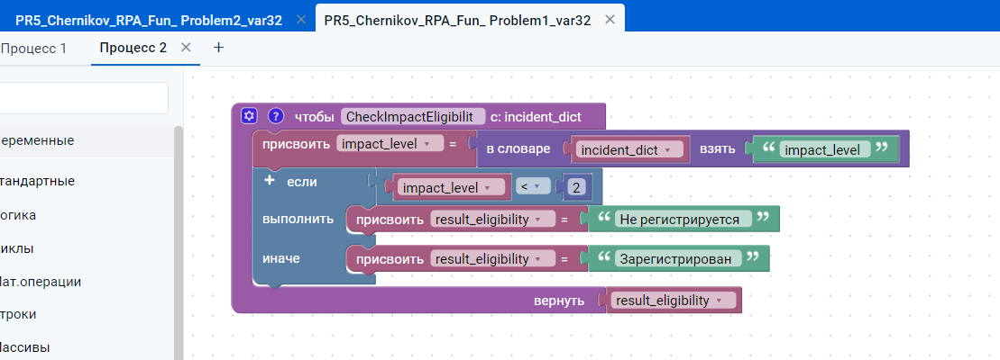 PR5_Chernikov_RPA_Fun_ Problem2_var32 × PR5_Chernikov_RPA_Fun_ Problem1_var32 ×
Процесс 1 Процесс 2 × +
? чтобы CheckImpactEligibilit с: incident_dict
присвоить impact_level = в словаре incident_dict взять “ impact_level ”
еременные
+ если impact_level < 2
тандартные
выполнить присвоить result_eligibility = “ Не регистрируется ”
огика
иклы
иначе присвоить result_eligibility = “ Зарегистрирован ”
ат.операции
вернуть result_eligibility
троки
ассивы